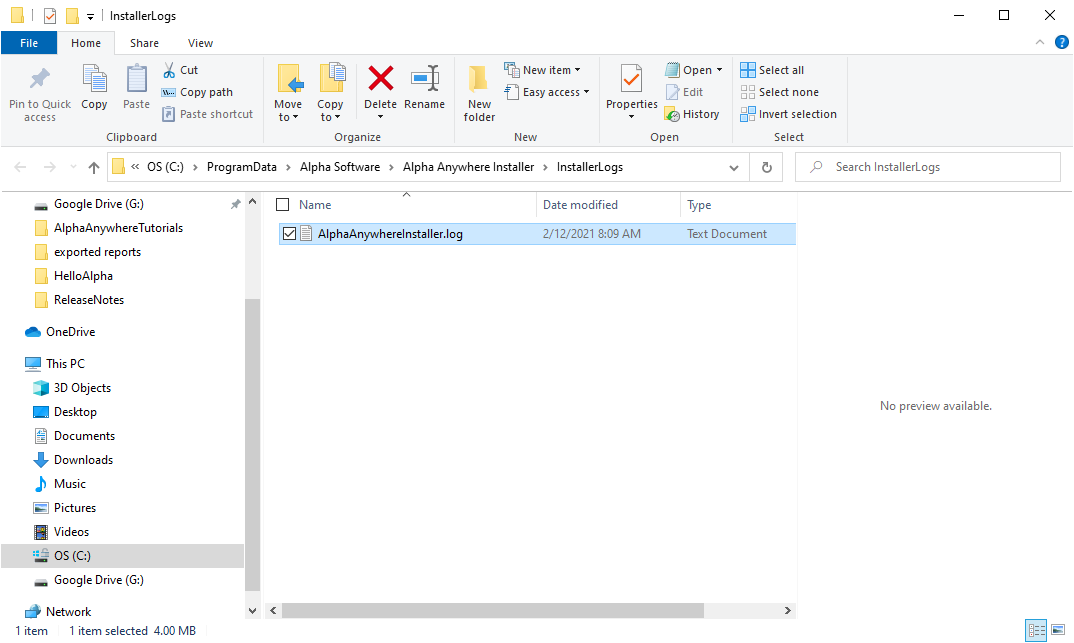 InstallerLogs
File Home Share View
Pin to Quick access
Copy
Paste
Cut
Copy path
Paste shortcut
Clipboard
Move to
Copy to
Delete
Rename
Organize
New folder
New item
Easy access
New
Properties
Open
Edit
History
Open
Select all
Select none
Invert selection
Select
« OS (C:) › ProgramData › Alpha Software › Alpha Anywhere Installer › InstallerLogs
Search InstallerLogs
Google Drive (G:)
AlphaAnywhereTutorials
exported reports
HelloAlpha
ReleaseNotes
OneDrive
This PC
3D Objects
Desktop
Documents
Downloads
Music
Pictures
Videos
OS (C:)
Google Drive (G:)
Network
Name Date modified Type
AlphaAnywhereInstaller.log 2/12/2021 8:09 AM Text Document
No preview available.
1 item 1 item selected 4.00 MB